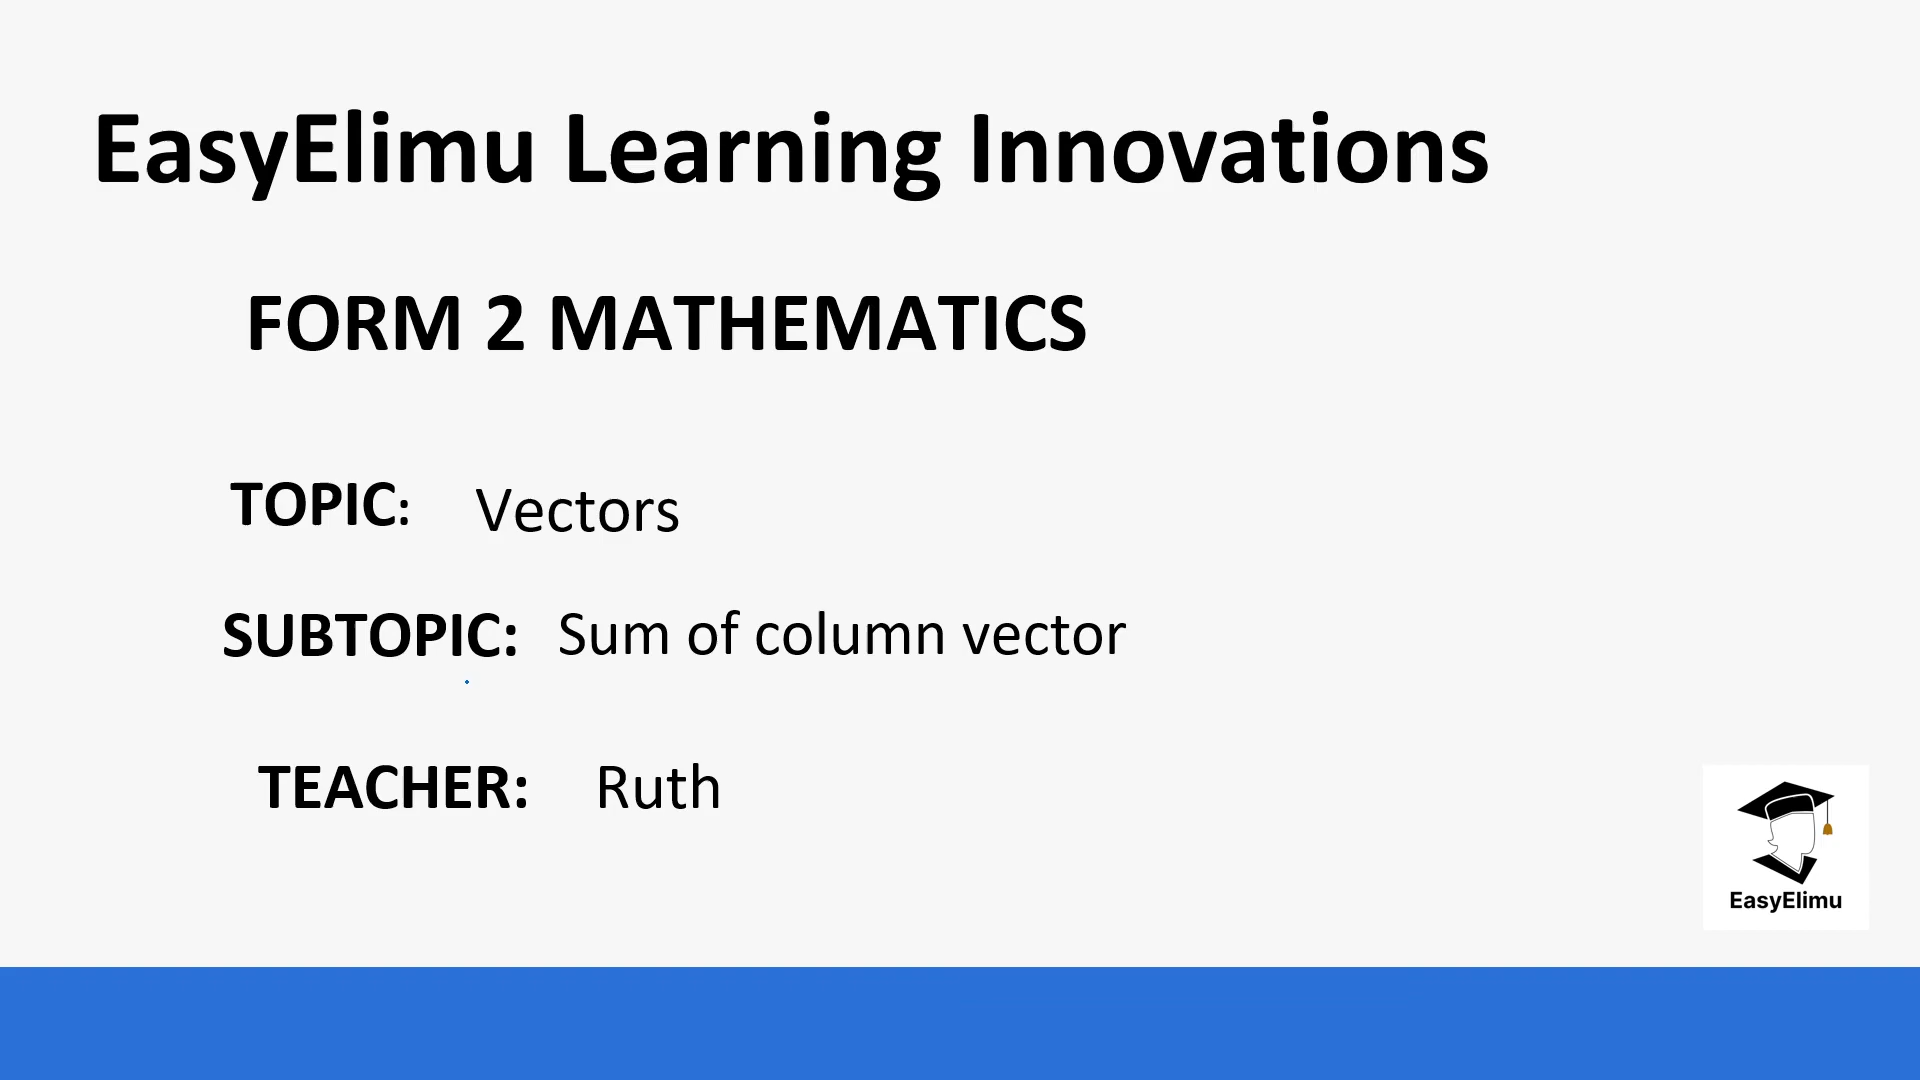 EasyElimu Learning Innovations
FORM 2 MATHEMATICS
TOPIC: Vectors
SUBTOPIC: Sum of column vector
TEACHER: Ruth
EasyElimu